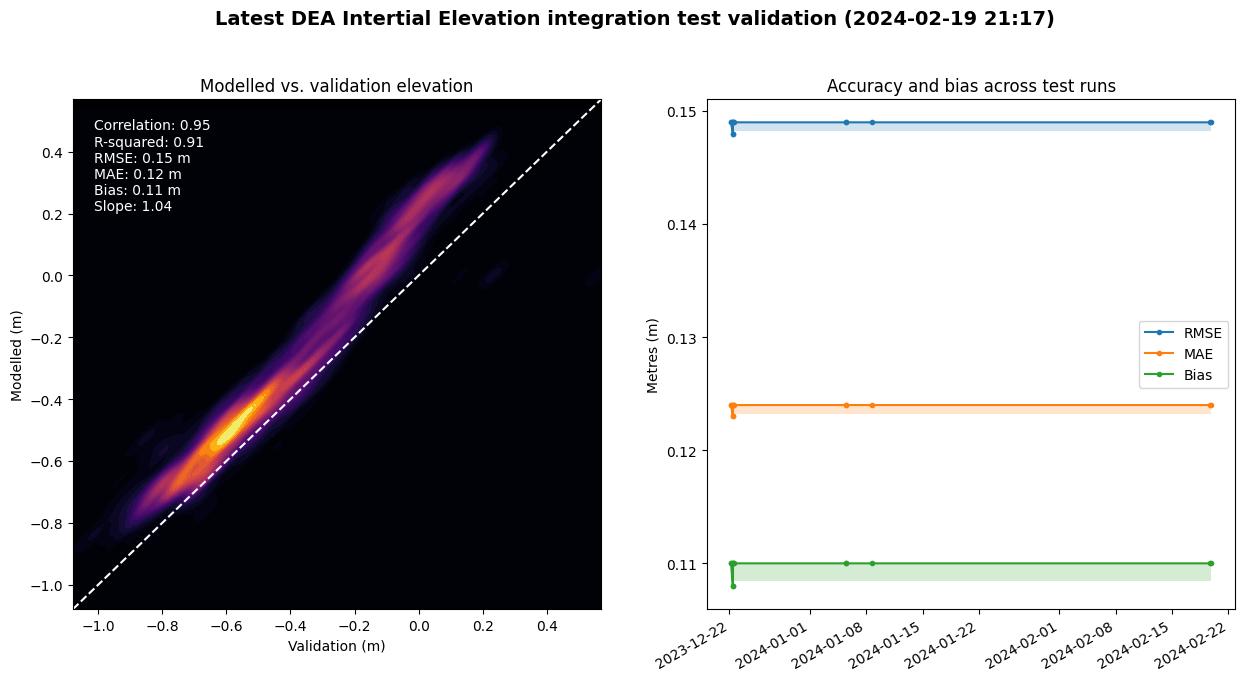 Latest DEA Intertial Elevation integration test validation (2024-02-19 21:17)
Modelled vs. validation elevation
Correlation: 0.95
R-squared: 0.91
RMSE: 0.15 m
MAE: 0.12 m
Bias: 0.11 m
Slope: 1.04
Modelled (m)
0.4
0.2
0.0
−0.2
−0.4
−0.6
−0.8
−1.0
−1.0
−0.8
−0.6
−0.4
−0.2
0.0
0.2
0.4
Validation (m)
Accuracy and bias across test runs
Metres (m)
0.15
0.14
0.13
0.12
0.11
RMSE
MAE
Bias
2023-12-22
2024-01-01
2024-01-08
2024-01-15
2024-01-22
2024-02-01
2024-02-08
2024-02-15
2024-02-22